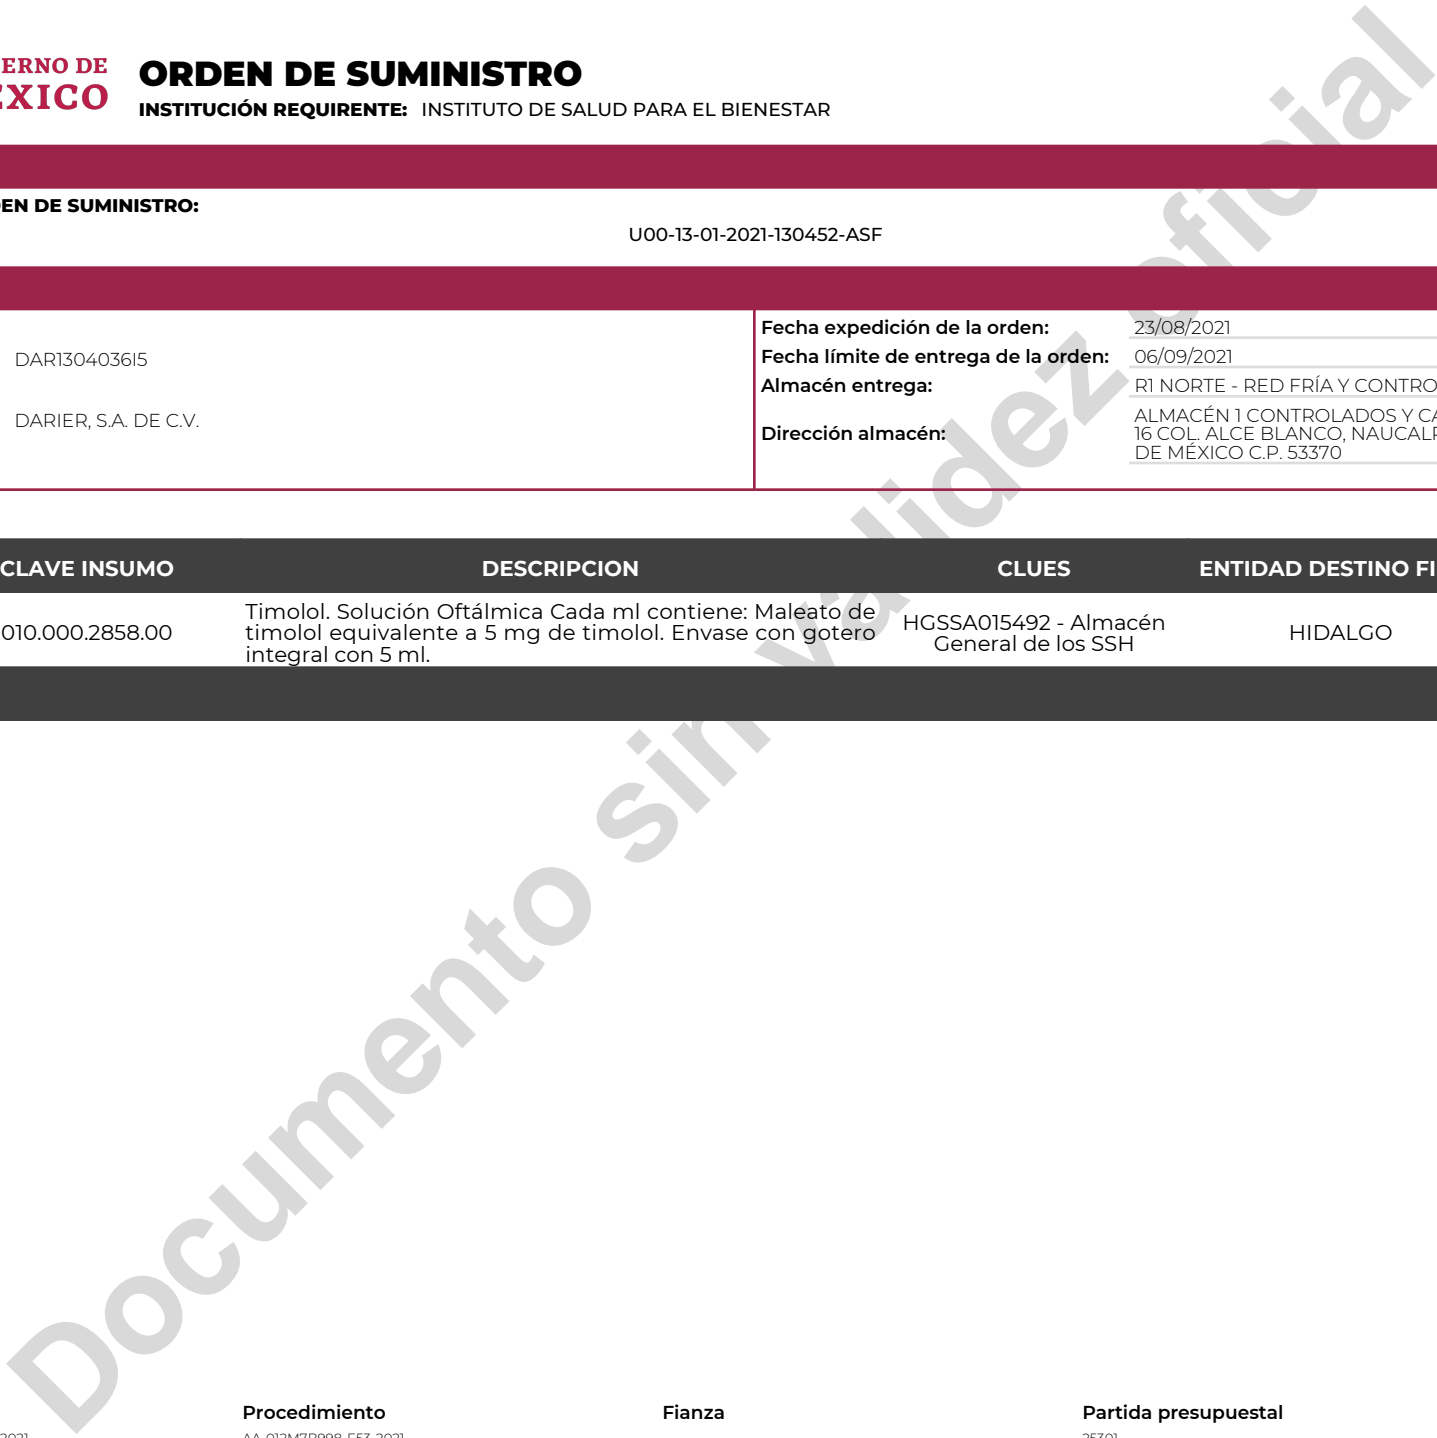 ERNO DE
ORDEN DE SUMINISTRO
INSTITUCIÓN REQUIRENTE: INSTITUTO DE SALUD PARA EL BIENESTAR
EN DE SUMINISTRO:
U00-13-01-2021-130452-ASF
DAR1304036I5
DARIER, S.A. DE C.V.
Fecha expedición de la orden: 23/08/2021
Fecha límite de entrega de la orden: 06/09/2021
Almacén entrega: R1 NORTE - RED FRÍA Y CONTRO
Dirección almacén: ALMACÉN 1 CONTROLADOS Y CA
16 COL. ALCE BLANCO, NAUCALP
DE MÉXICO C.P. 53370
CLAVE INSUMO DESCRIPCION CLUES ENTIDAD DESTINO FI
010.000.2858.00
Timolol. Solución Oftálmica Cada ml contiene: Maleato de
timolol equivalente a 5 mg de timolol. Envase con gotero
integral con 5 ml.
HGSSA015492 - Almacén
General de los SSH
HIDALGO
Documento sin validez oficial
Procedimiento Fianza Partida presupuestal